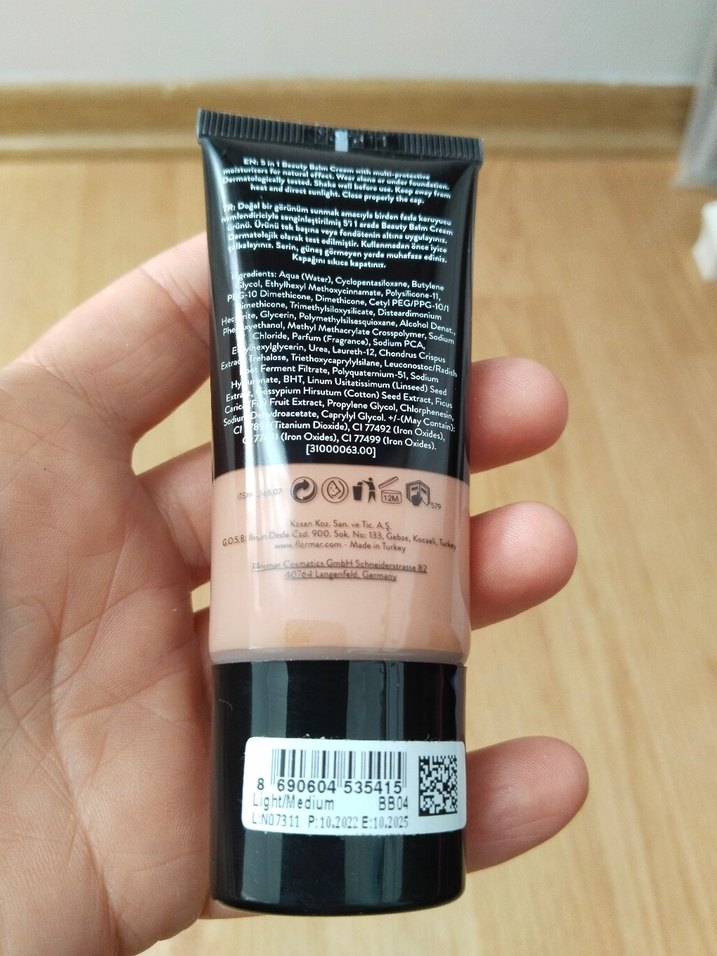 EN: 5 in 1 Beauty Balm Cream with multi-protective
moisturizers for natural effect. Wear alone or under foundation.
Dermatologically tested. Shake well before use. Keep away from
heat and direct sunlight. Close properly the cap.
TR: Doğal bir görünüm sunmak amacıyla birden fazla koruyucu
nemlendiriciyle zenginleştirilmiş 5'i 1 arada Beauty Balm Cream
ürünü. Ürünü tek başına veya fondötenin altına uygulayınız.
Dermatolojik olarak test edilmiştir. Kullanmadan önce iyice
çalkalayınız. Serin, güneş görmeyen yerde muhafaza ediniz.
Kapağını sıkıca kapatınız.
Ingredients: Aqua (Water), Cyclopentasiloxane, Butylene
Glycol, Ethylhexyl Methoxycinnamate, Polysilicone-11,
PEG-10 Dimethicone, Dimethicone, Cetyl PEG/PPG-10/1
Dimethicone, Trimethylsiloxysilicate, Disteardimonium
Hectorite, Glycerin, Polymethylsilsesquioxane, Alcohol Denat.,
Phenoxyethanol, Methyl Methacrylate Crosspolymer, Sodium
Chloride, Parfum (Fragrance), Sodium PCA,
Ethylhexylglycerin, Urea, Laureth-12, Chondrus Crispus
Extract, Trehalose, Triethoxycaprylylsilane, Leuconostoc/Radish
Root Ferment Filtrate, Polyquaternium-51, Sodium
Hyaluronate, BHT, Linum Usitatissimum (Linseed) Seed
Extract, Gossypium Hirsutum (Cotton) Seed Extract, Ficus
Carica (Fig) Fruit Extract, Propylene Glycol, Chlorphenesin,
Sodium Dehydroacetate, Caprylyl Glycol. +/-(May Contain):
CI 77891 (Titanium Dioxide), CI 77492 (Iron Oxides),
CI 77491 (Iron Oxides), CI 77499 (Iron Oxides).
[31000063.00]
12M
579
Kosan Koz. San. ve Tic. A.Ş.
G.O.S.B. Dede Cad. 900. Sok. No: 133, Gebze, Kocaeli, Turkey
www.flormar.com - Made in Turkey
Flormar Cosmetics GmbH Schneiderstrasse 82
40764 Langenfeld, Germany
8 690604 535415
Light/Medium BB04
L:N07311 P:10.2022 E:10.2025